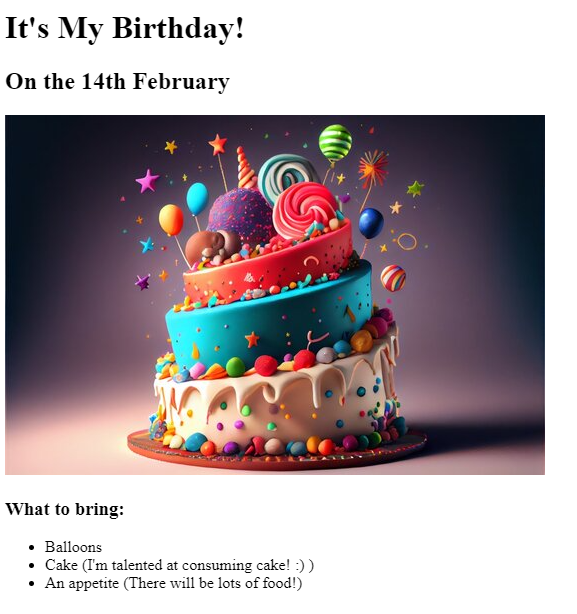 It's My Birthday!
On the 14th February
What to bring:
Balloons
Cake (I'm talented at consuming cake! :) )
An appetite (There will be lots of food!)